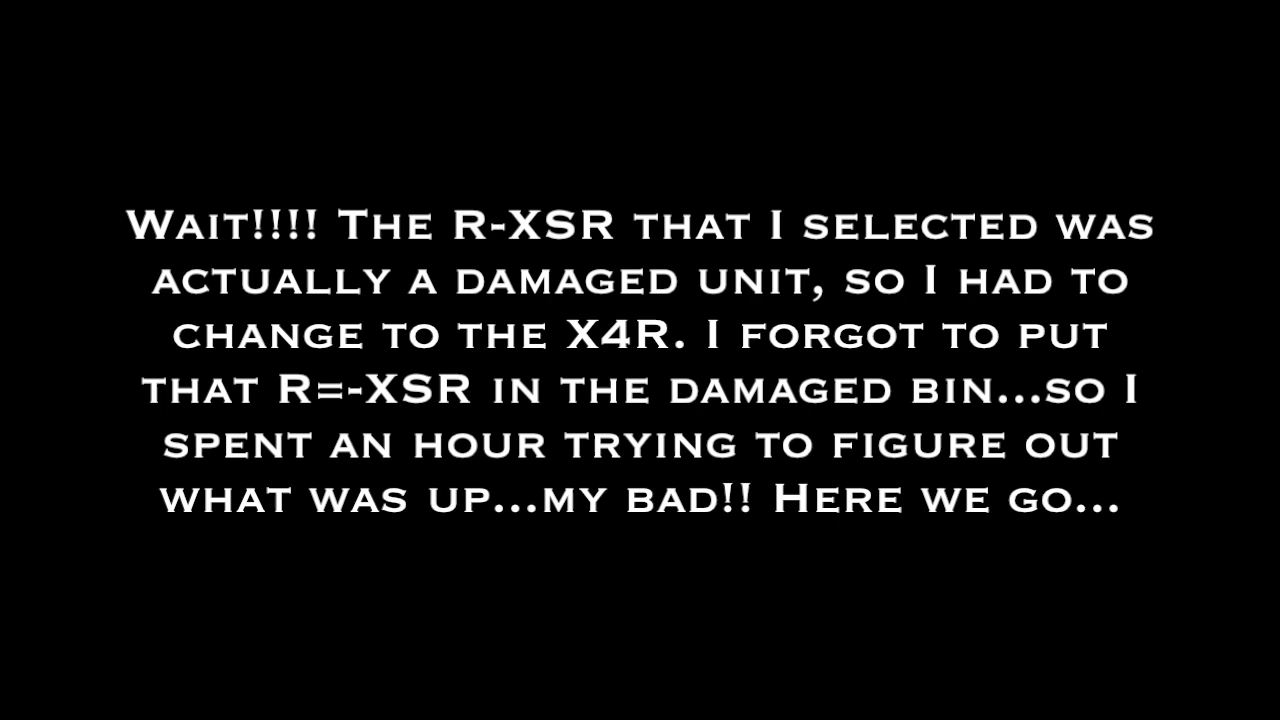 Wait!!!! The R-XSR that I selected was
actually a damaged unit, so I had to
change to the X4R. I forgot to put
that R=-XSR in the damaged bin...so I
spent an hour trying to figure out
what was up...my bad!! Here we go...